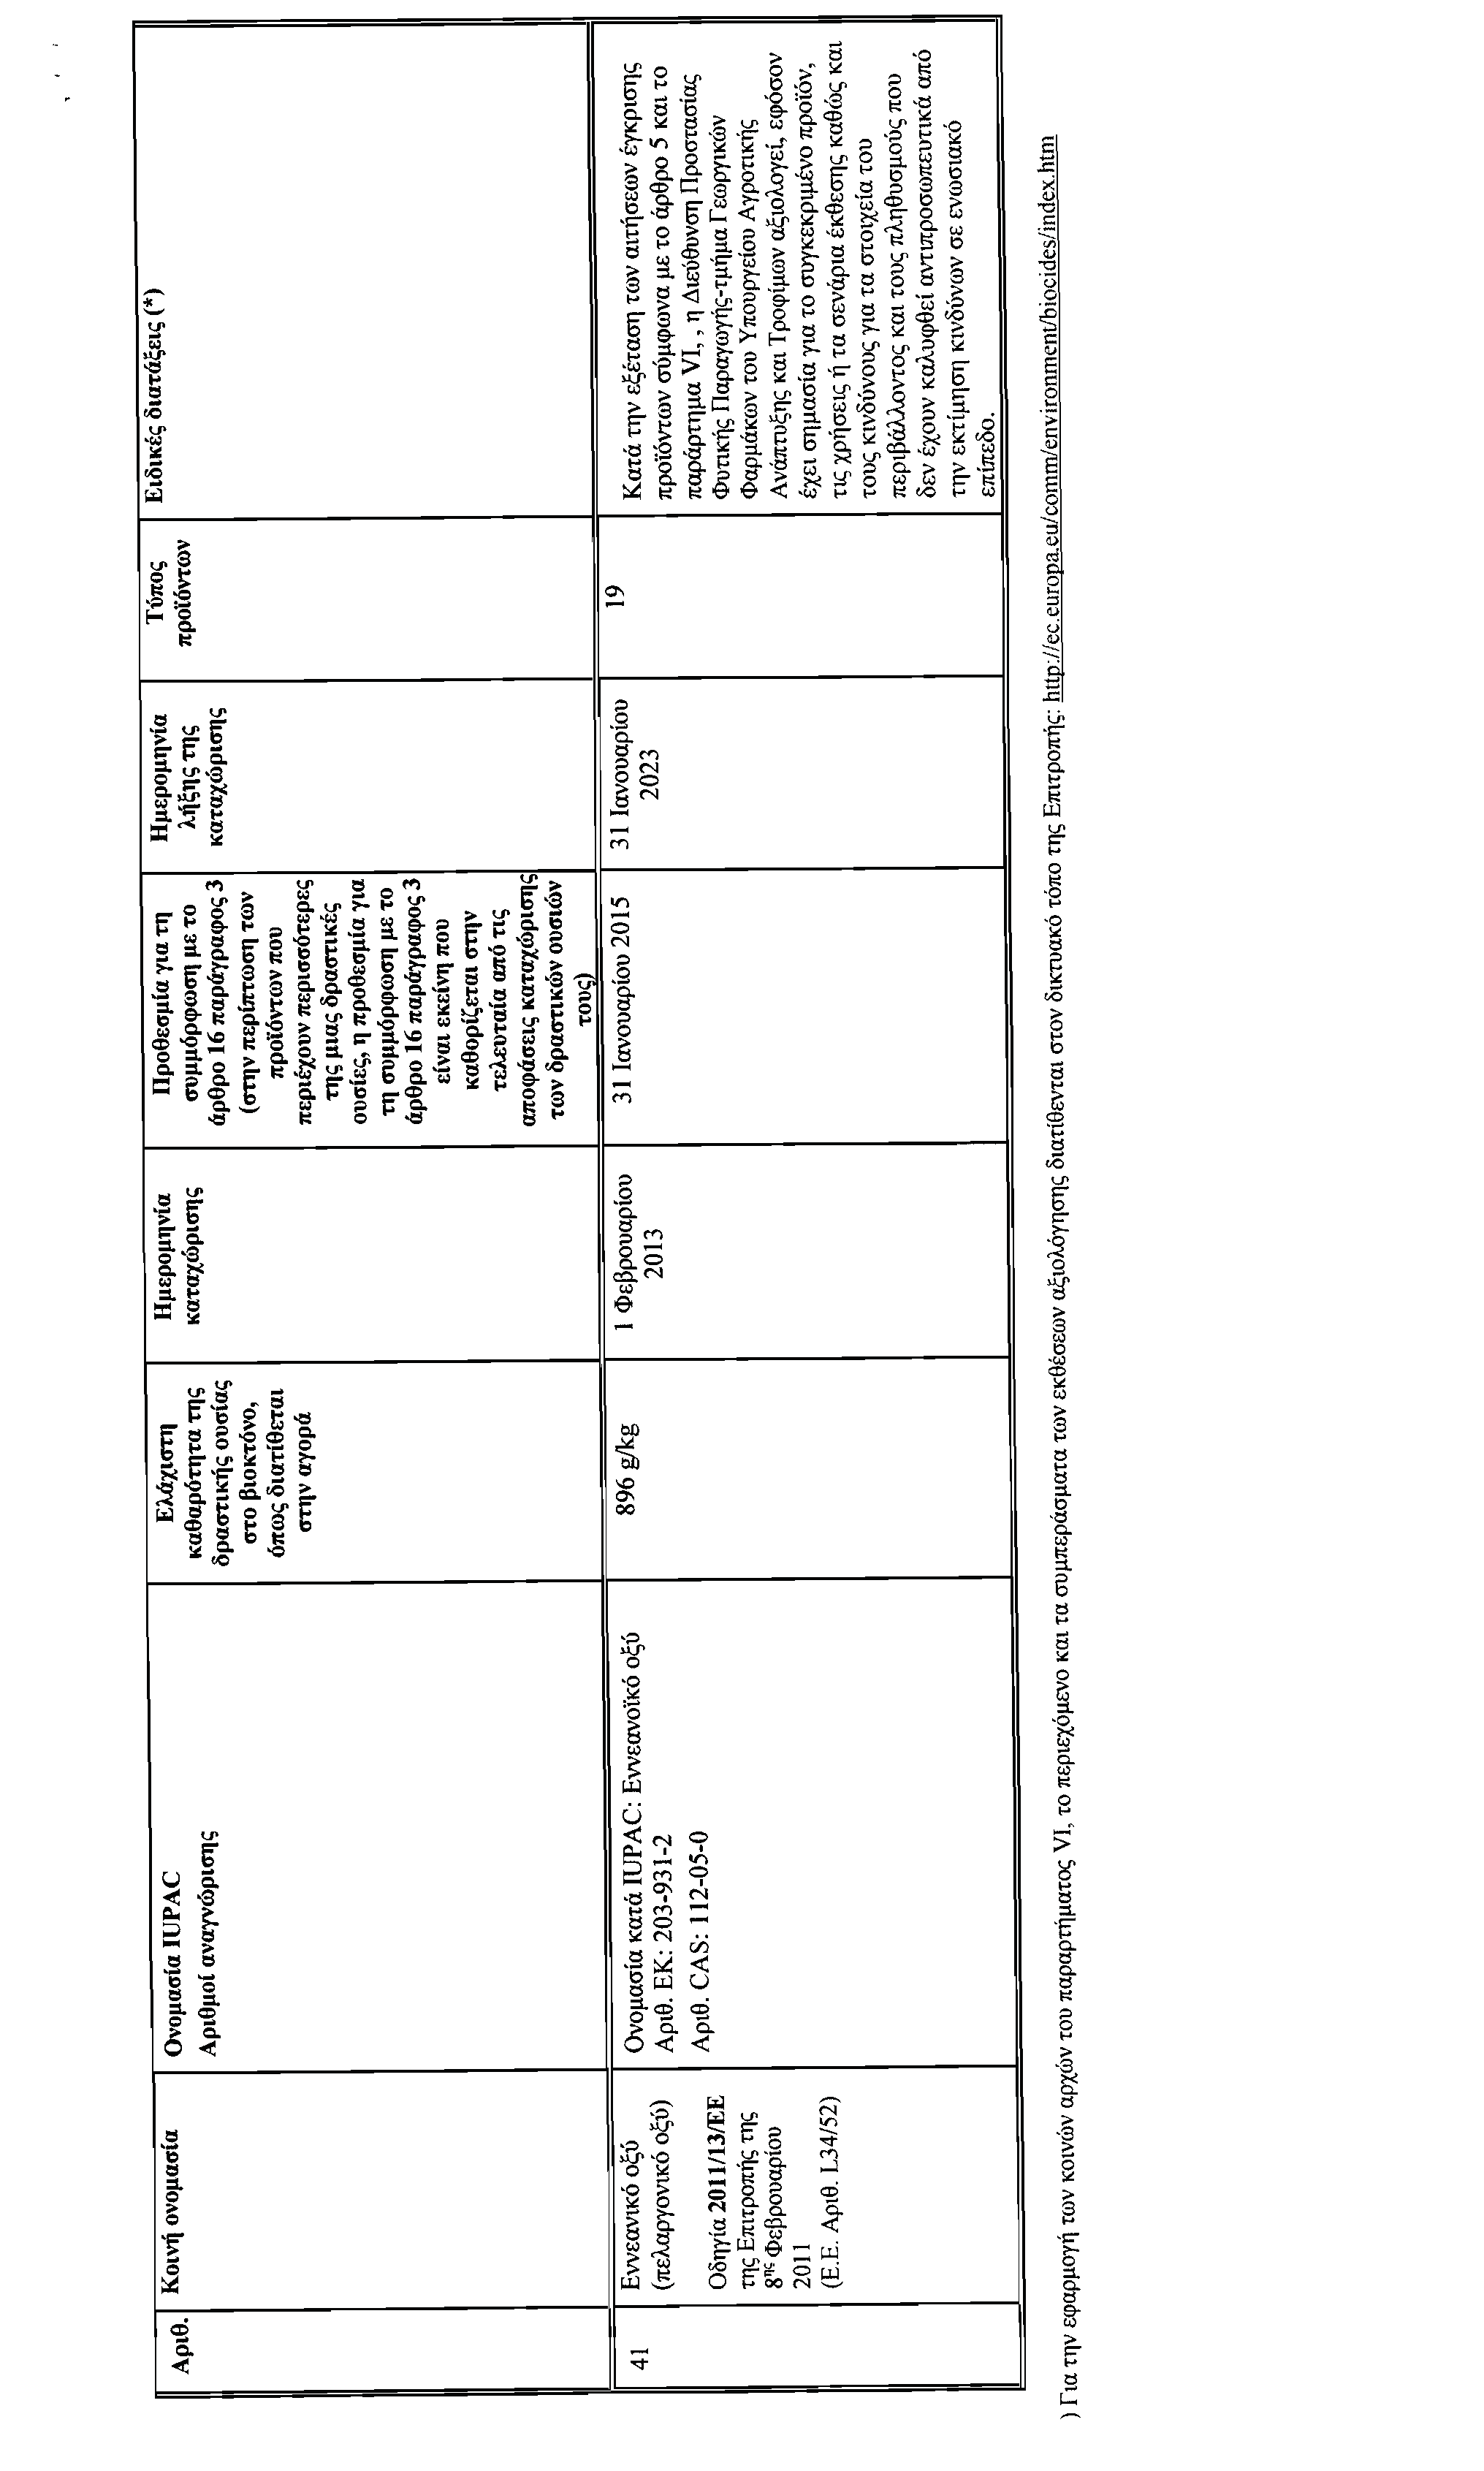 Αριθ.
Κοινή ονομασία
Ονομασία IUPAC
Αριθμοί αναγνώρισης
Ελάχιστη
καθαρότητα της
δραστικής ουσίας
στο βιοκτόνο,
όπως διατίθεται
στην αγορά
Ημερομηνία
καταχώρισης
Προθεσμία για τη
συμμόρφωση με το
άρθρο 16 παράγραφος 3
(στην περίπτωση των
προϊόντων που
περιέχουν περισσότερες
της μιας δραστικές
ουσίες, η προθεσμία για
τη συμμόρφωση με το
άρθρο 16 παράγραφος 3
είναι εκείνη που
καθορίζεται στην
τελευταία από τις
αποφάσεις καταχώρισης
των δραστικών ουσιών
τους)
Ημερομηνία
λήξης της
καταχώρισης
Τύπος
προϊόντων
Ειδικές διατάξεις (*)
41
Εννεανικό οξύ
(πελαργονικό οξύ)
Οδηγία 2011/13/ΕΕ
της Επιτροπής της
8ης Φεβρουαρίου
2011
(Ε.Ε. Αριθ. L34/52)
Ονομασία κατά IUPAC: Εννεανοϊκό οξύ
Αριθ. ΕΚ: 203-931-2
Αριθ. CAS: 112-05-0
896 g/kg
1 Φεβρουαρίου
2013
31 Ιανουαρίου 2015
31 Ιανουαρίου
2023
19
Κατά την εξέταση των αιτήσεων έγκρισης
προϊόντων σύμφωνα με το άρθρο 5 και το
παράρτημα VI, , η Διεύθυνση Προστασίας
Φυτικής Παραγωγής-τμήμα Γεωργικών
Φαρμάκων του Υπουργείου Αγροτικής
Ανάπτυξης και Τροφίμων αξιολογεί, εφόσον
έχει σημασία για το συγκεκριμένο προϊόν,
τις χρήσεις ή τα σενάρια έκθεσης καθώς και
τους κινδύνους για τα στοιχεία του
περιβάλλοντος και τους πληθυσμούς που
δεν έχουν καλυφθεί αντιπροσωπευτικά από
την εκτίμηση κινδύνων σε ενωσιακό
επίπεδο.
) Για την εφαρμογή των κοινών αρχών του παραρτήματος VI, το περιεχόμενο και τα συμπεράσματα των εκθέσεων αξιολόγησης διατίθενται στον δικτυακό τόπο της Επιτροπής: http://ec.europa.eu/comm/environment/biocides/index.htm